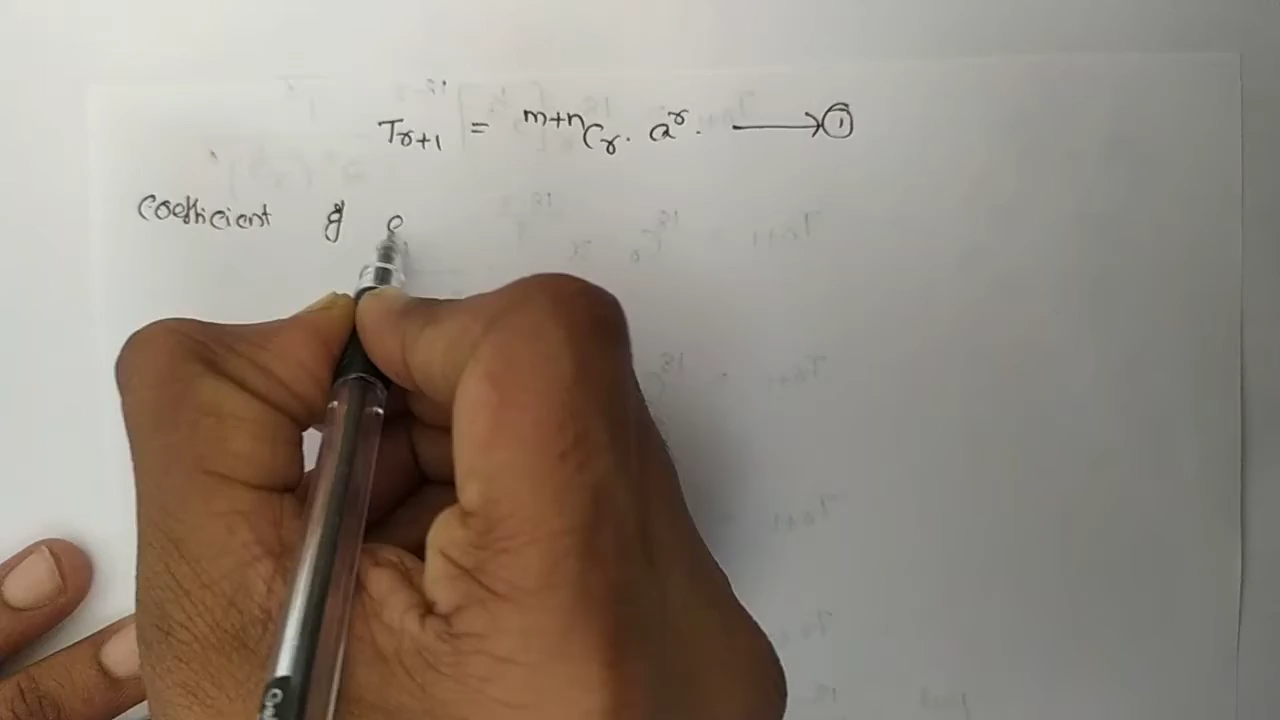 Tr+1 = m+nCr. a^r. ⟶ ①
coefficient of